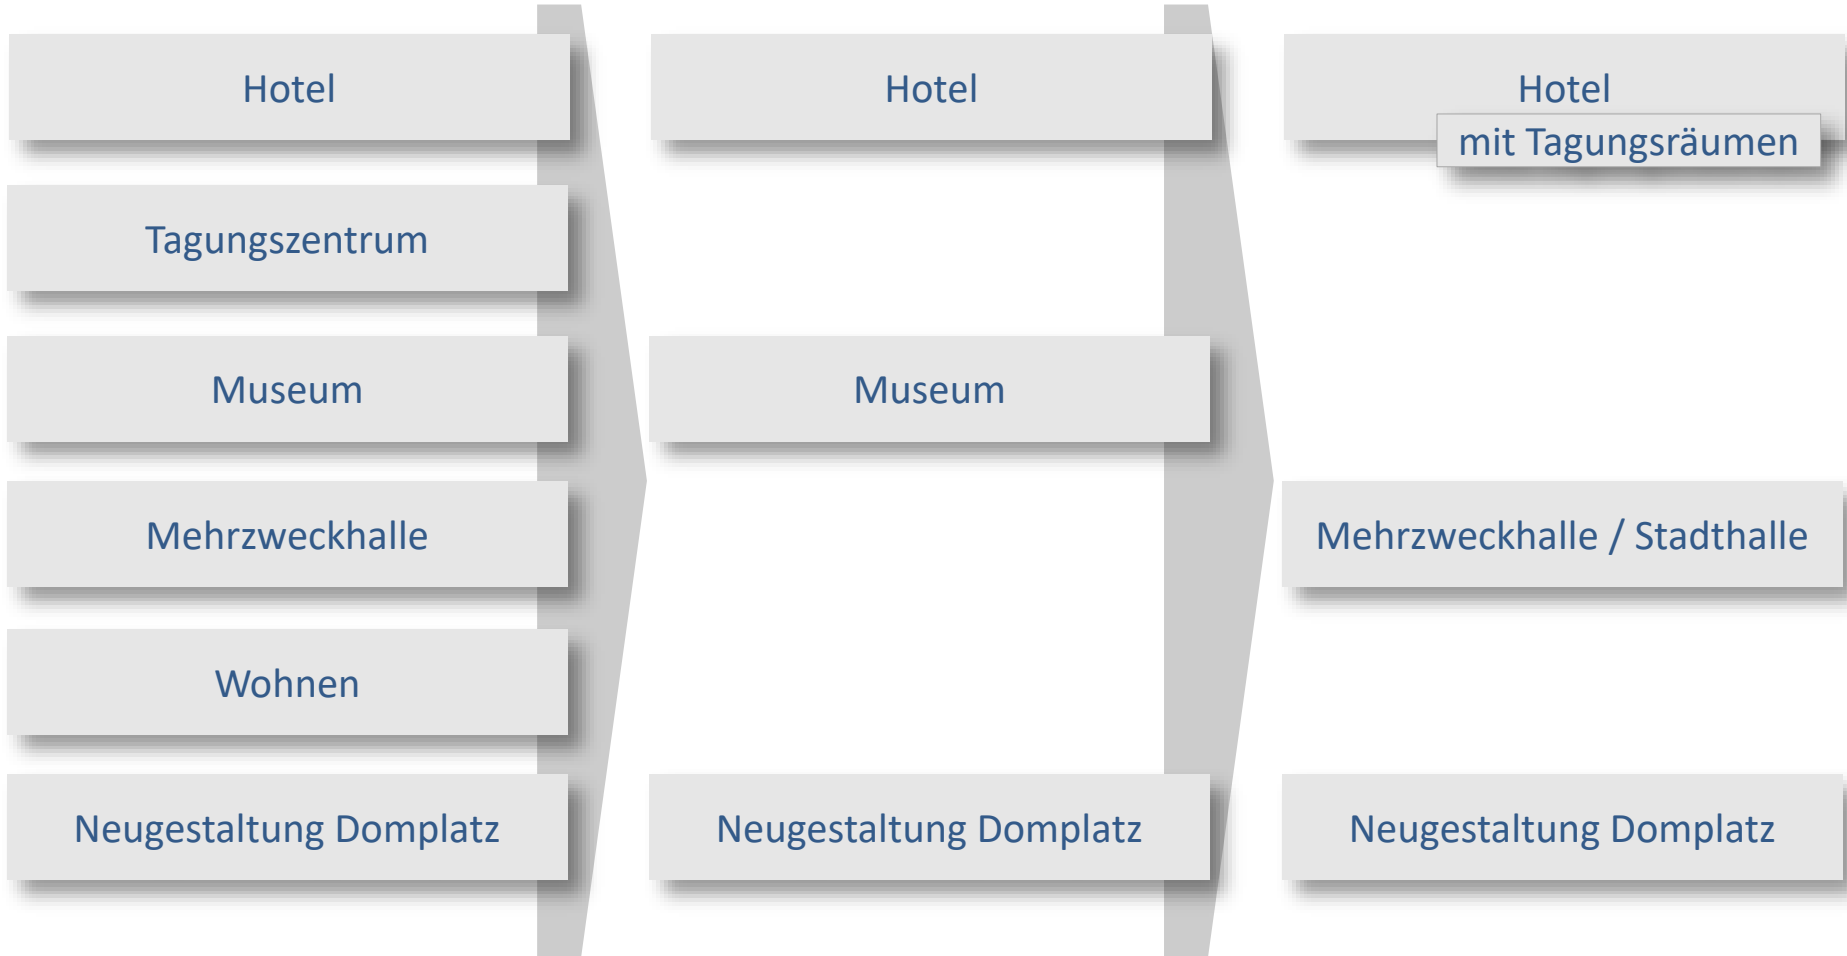 Hotel
Tagungszentrum
Museum
Mehrzweckhalle
Wohnen
Neugestaltung Domplatz
Hotel
Museum
Neugestaltung Domplatz
Hotel
mit Tagungsräumen
Mehrzweckhalle / Stadthalle
Neugestaltung Domplatz